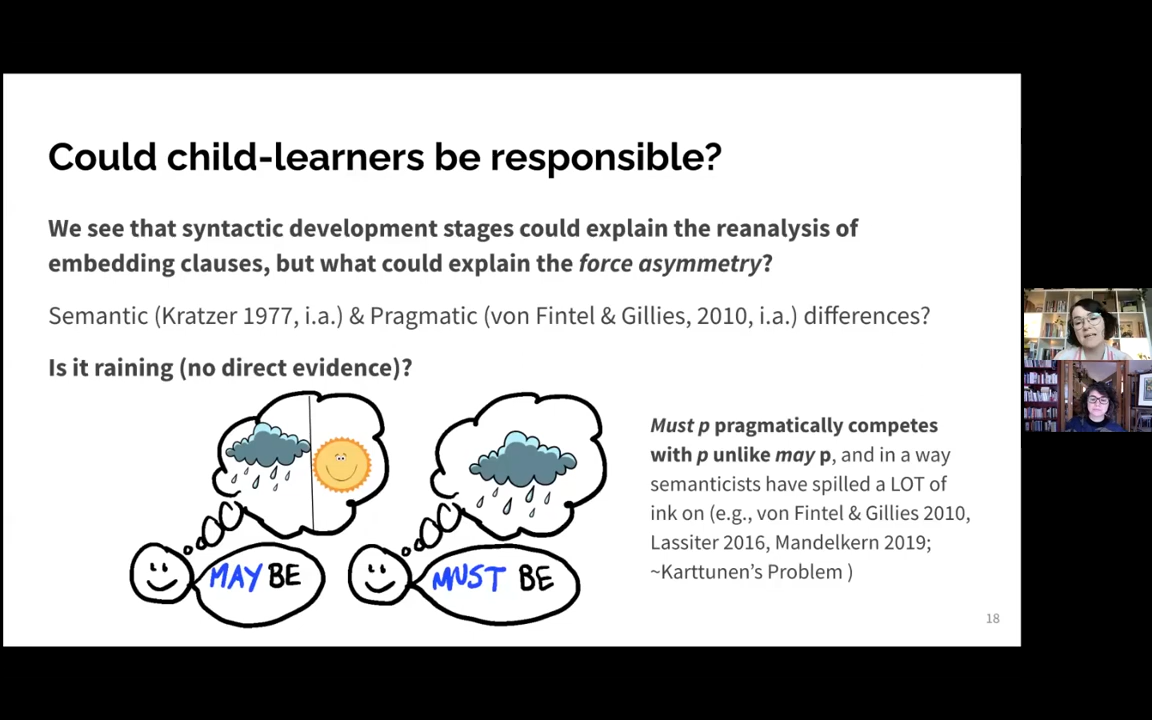 Could child-learners be responsible?
We see that syntactic development stages could explain the reanalysis of
embedding clauses, but what could explain the force asymmetry?
Semantic (Kratzer 1977, i.a.) & Pragmatic (von Fintel & Gillies, 2010, i.a.) differences?
Is it raining (no direct evidence)?
MAY BE
MUST BE
Must p pragmatically competes
with p unlike may p, and in a way
semanticists have spilled a LOT of
ink on (e.g., von Fintel & Gillies 2010,
Lassiter 2016, Mandelkern 2019;
~Karttunen's Problem )
18